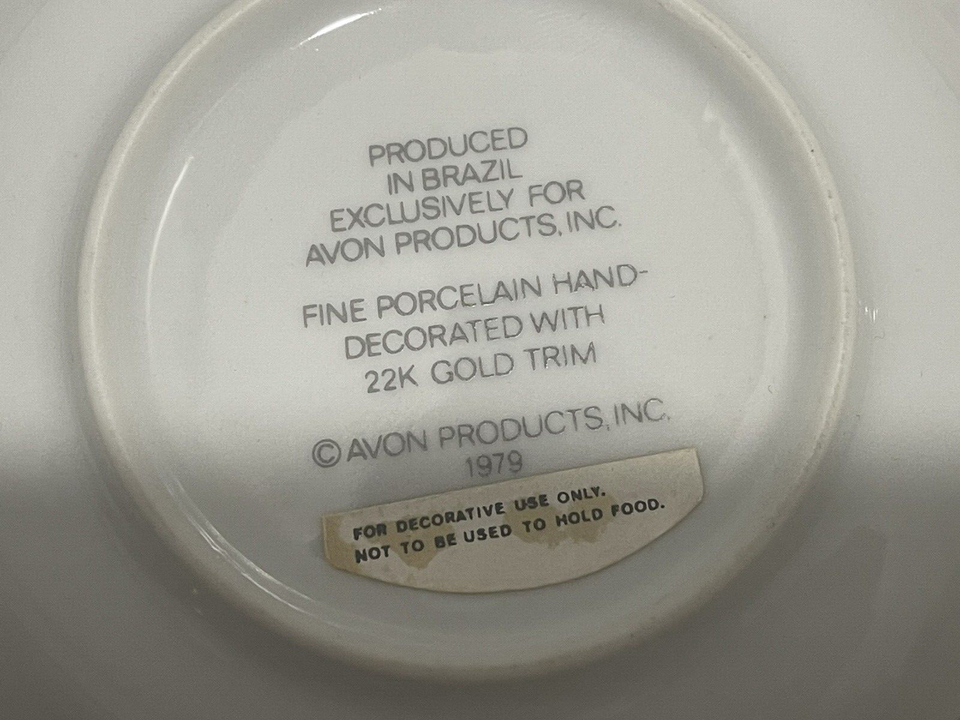 PRODUCED
IN BRAZIL
EXCLUSIVELY FOR
AVON PRODUCTS, INC.
FINE PORCELAIN HAND-
DECORATED WITH
22K GOLD TRIM
© AVON PRODUCTS, INC.
1979
FOR DECORATIVE USE ONLY.
NOT TO BE USED TO HOLD FOOD.